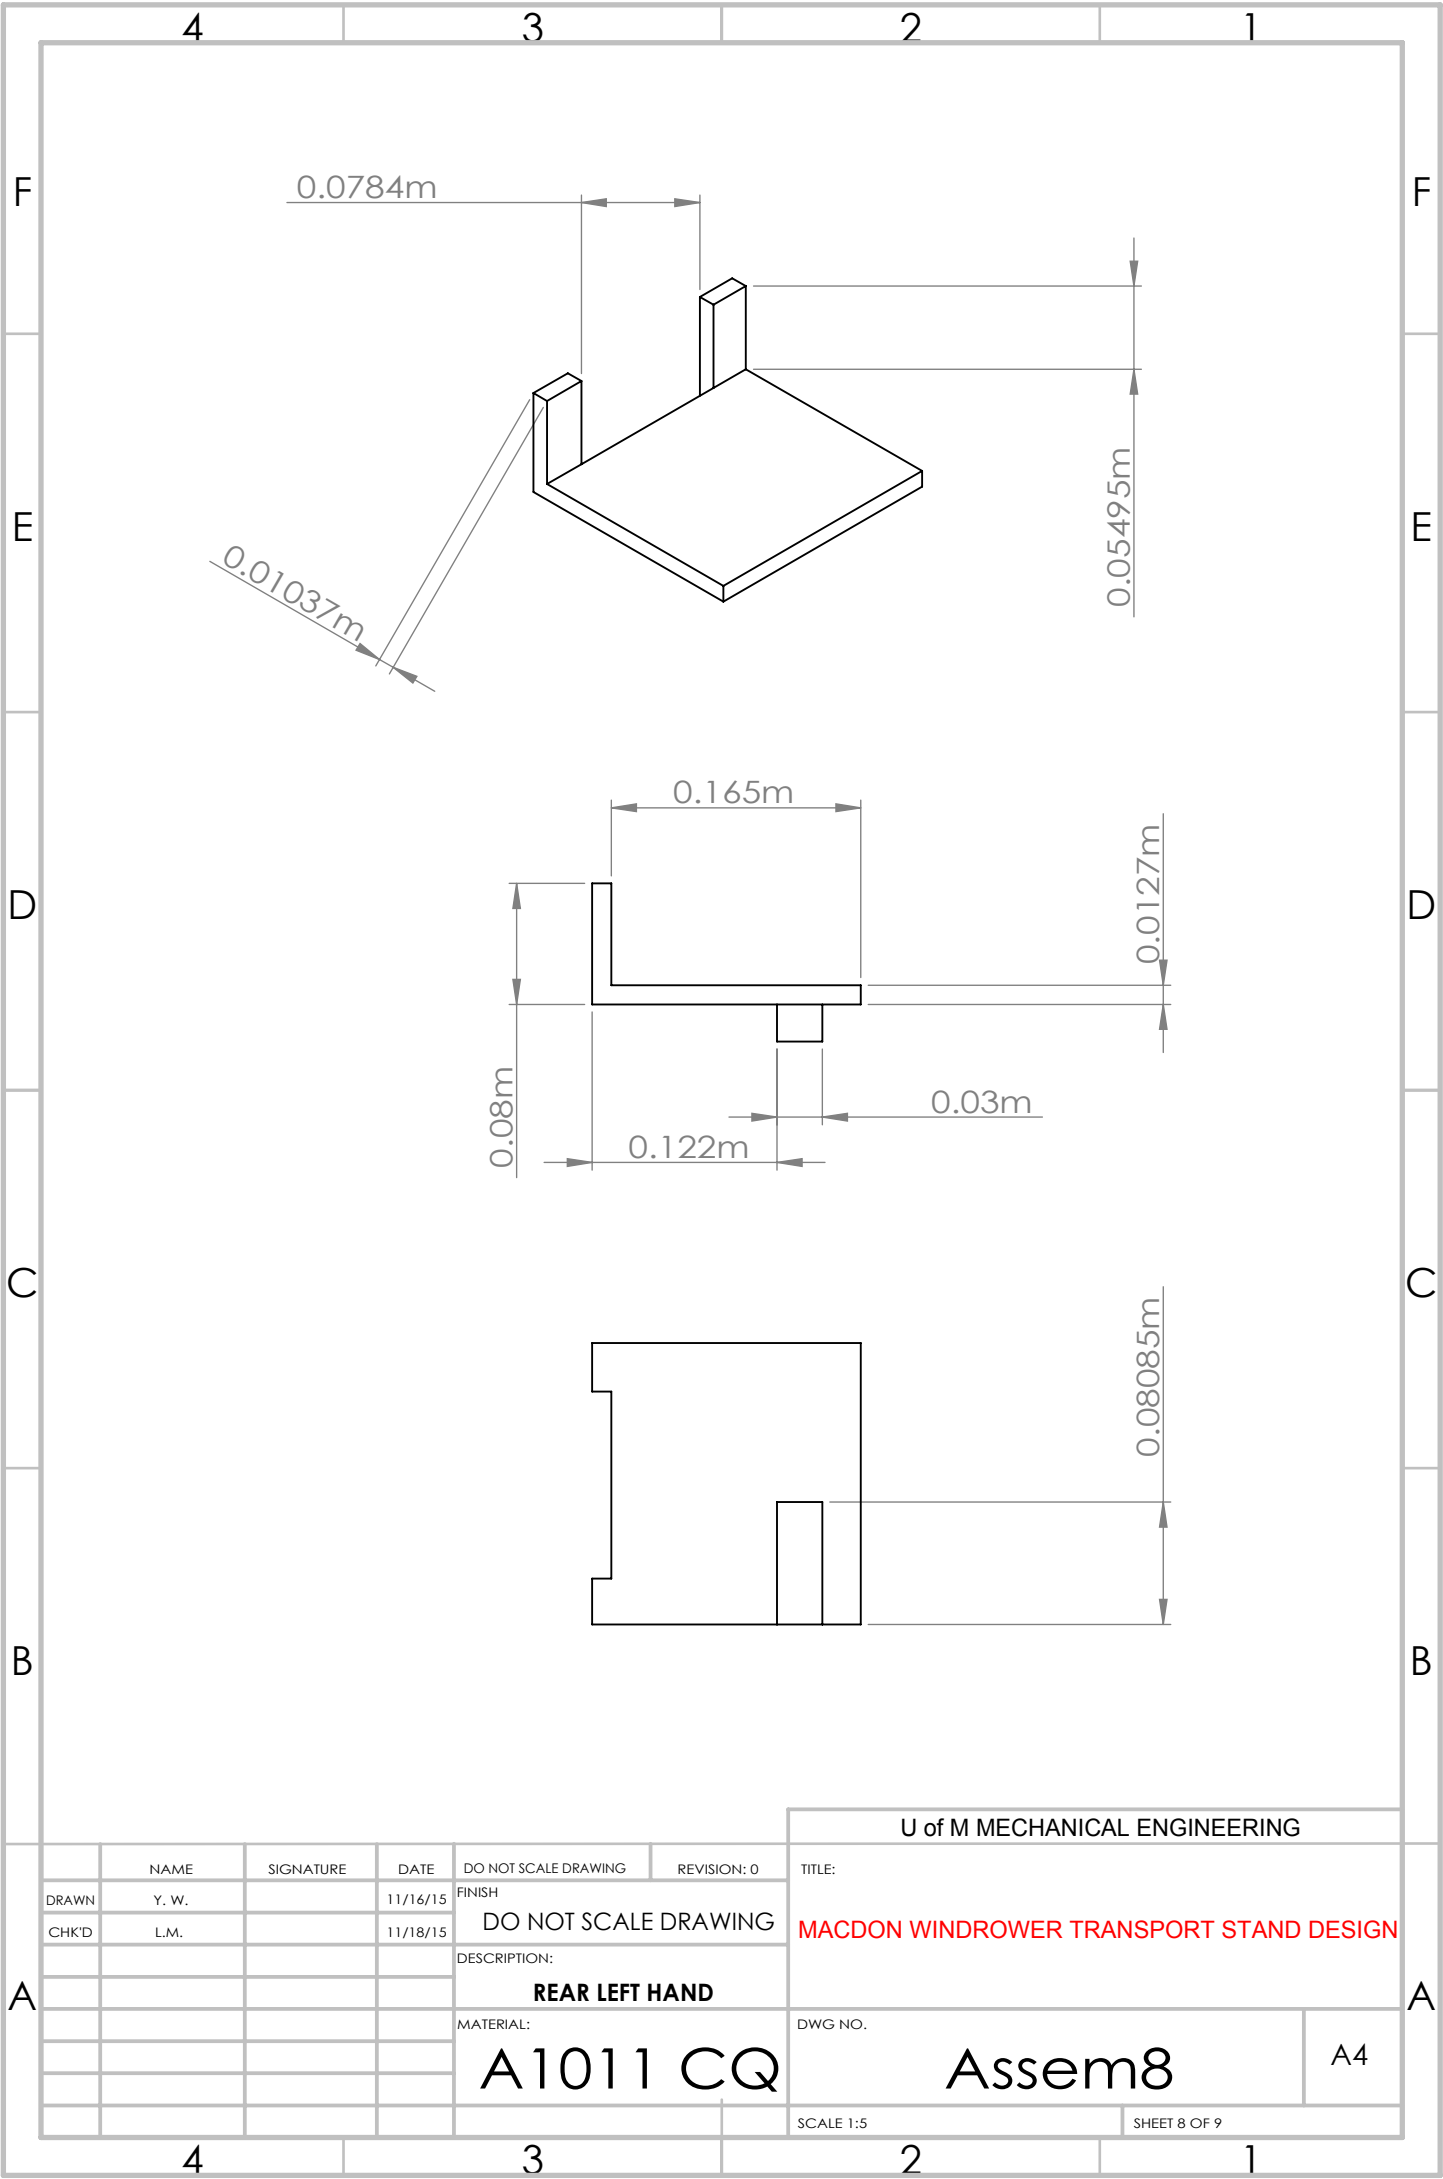 4 3 2 1
F F
0.0784m
0.05495m
E E
0.01037m
0.165m
0.0127m
D D
0.08m
0.03m
0.122m
C C
0.08085m
B B
U of M MECHANICAL ENGINEERING
NAME SIGNATURE DATE DO NOT SCALE DRAWING REVISION: 0 TITLE:
DRAWN Y. W. 11/16/15 FINISH
CHK'D L.M. 11/18/15 DO NOT SCALE DRAWING MACDON WINDROWER TRANSPORT STAND DESIGN
DESCRIPTION:
A REAR LEFT HAND A
MATERIAL: DWG NO.
A1011 CQ Assem8 A4
SCALE 1:5 SHEET 8 OF 9
4 3 2 1